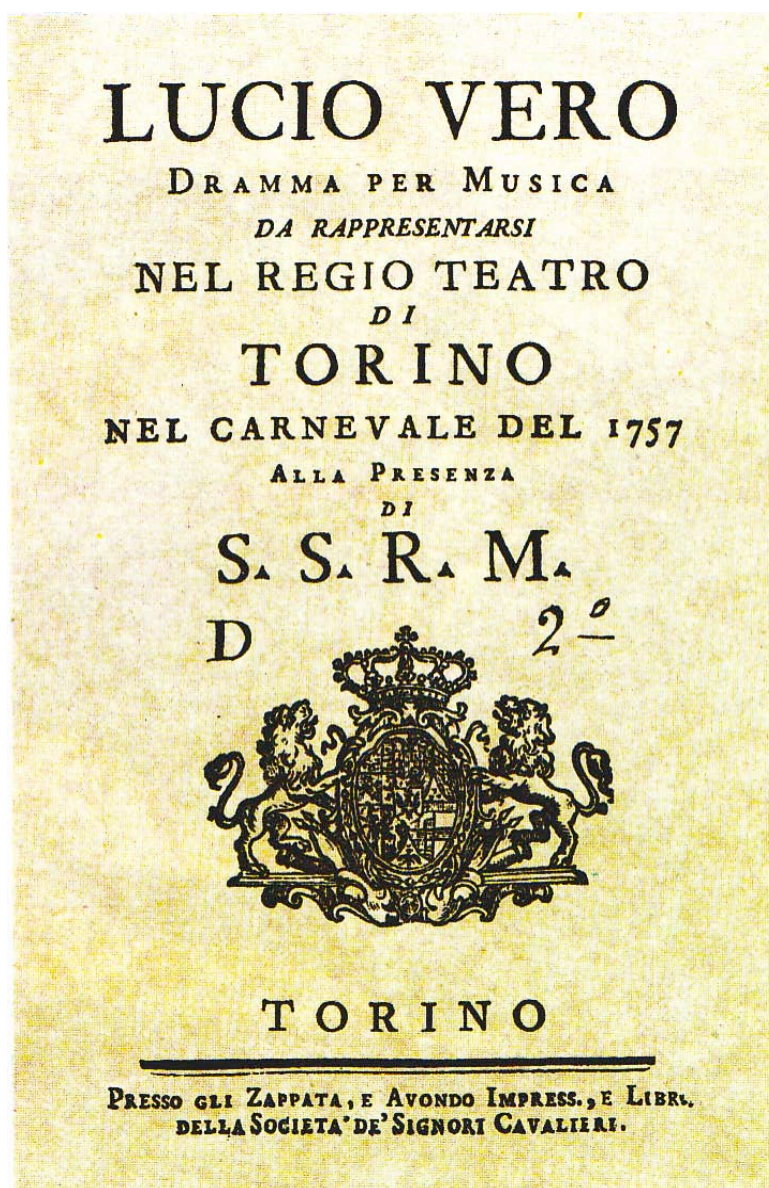 LUCIO VERO
DRAMMA PER MUSICA
DA RAPPRESENTARSI
NEL REGIO TEATRO
DI
TORINO
NEL CARNEVALE DEL 1757
ALLA PRESENZA
DI
S. S. R. M.
D 2º
TORINO
PRESSO GLI ZAPPATA, E AVONDO IMPRESS., E LIBR.
DELLA SOCIETA' DE' SIGNORI CAVALIERI.